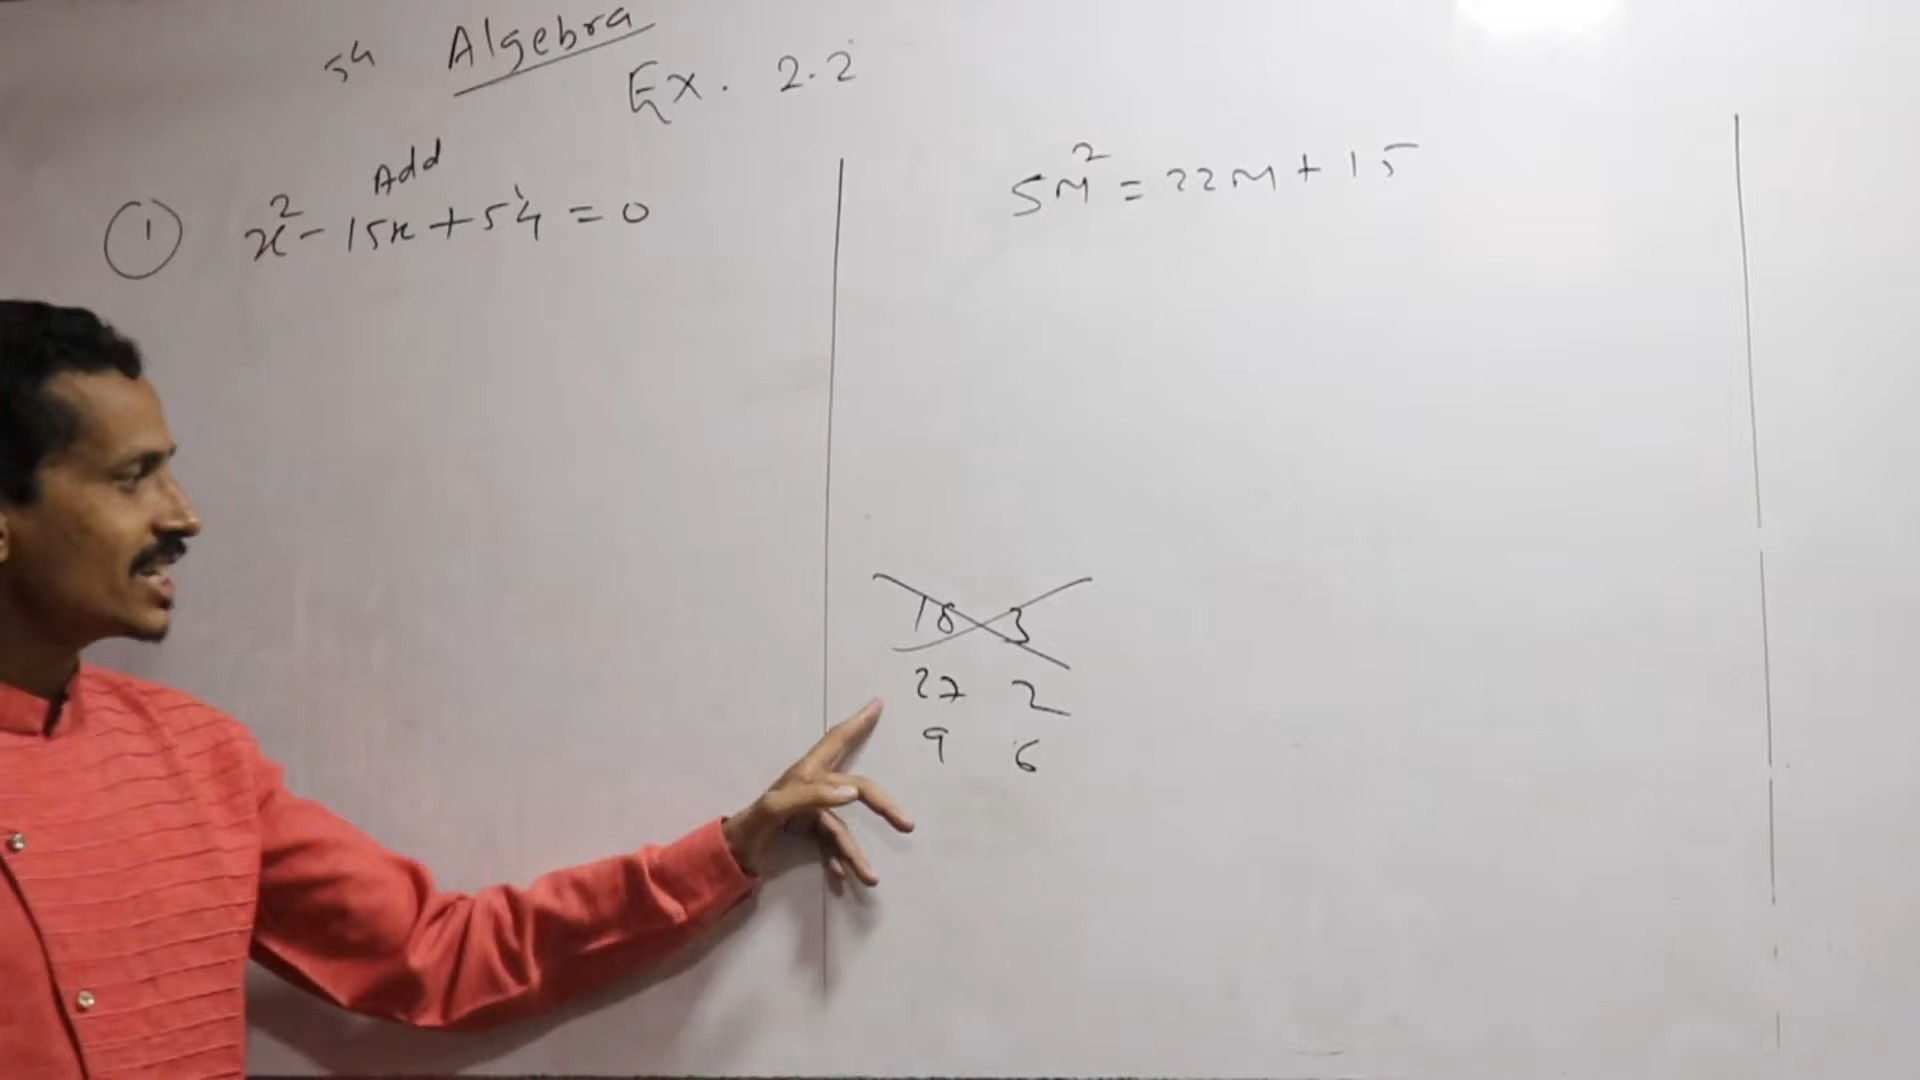 54 Algebra
Ex. 2.2
Add
① x² - 15x + 54 = 0
5m² = 22m + 15
18 3
27 2
9 6